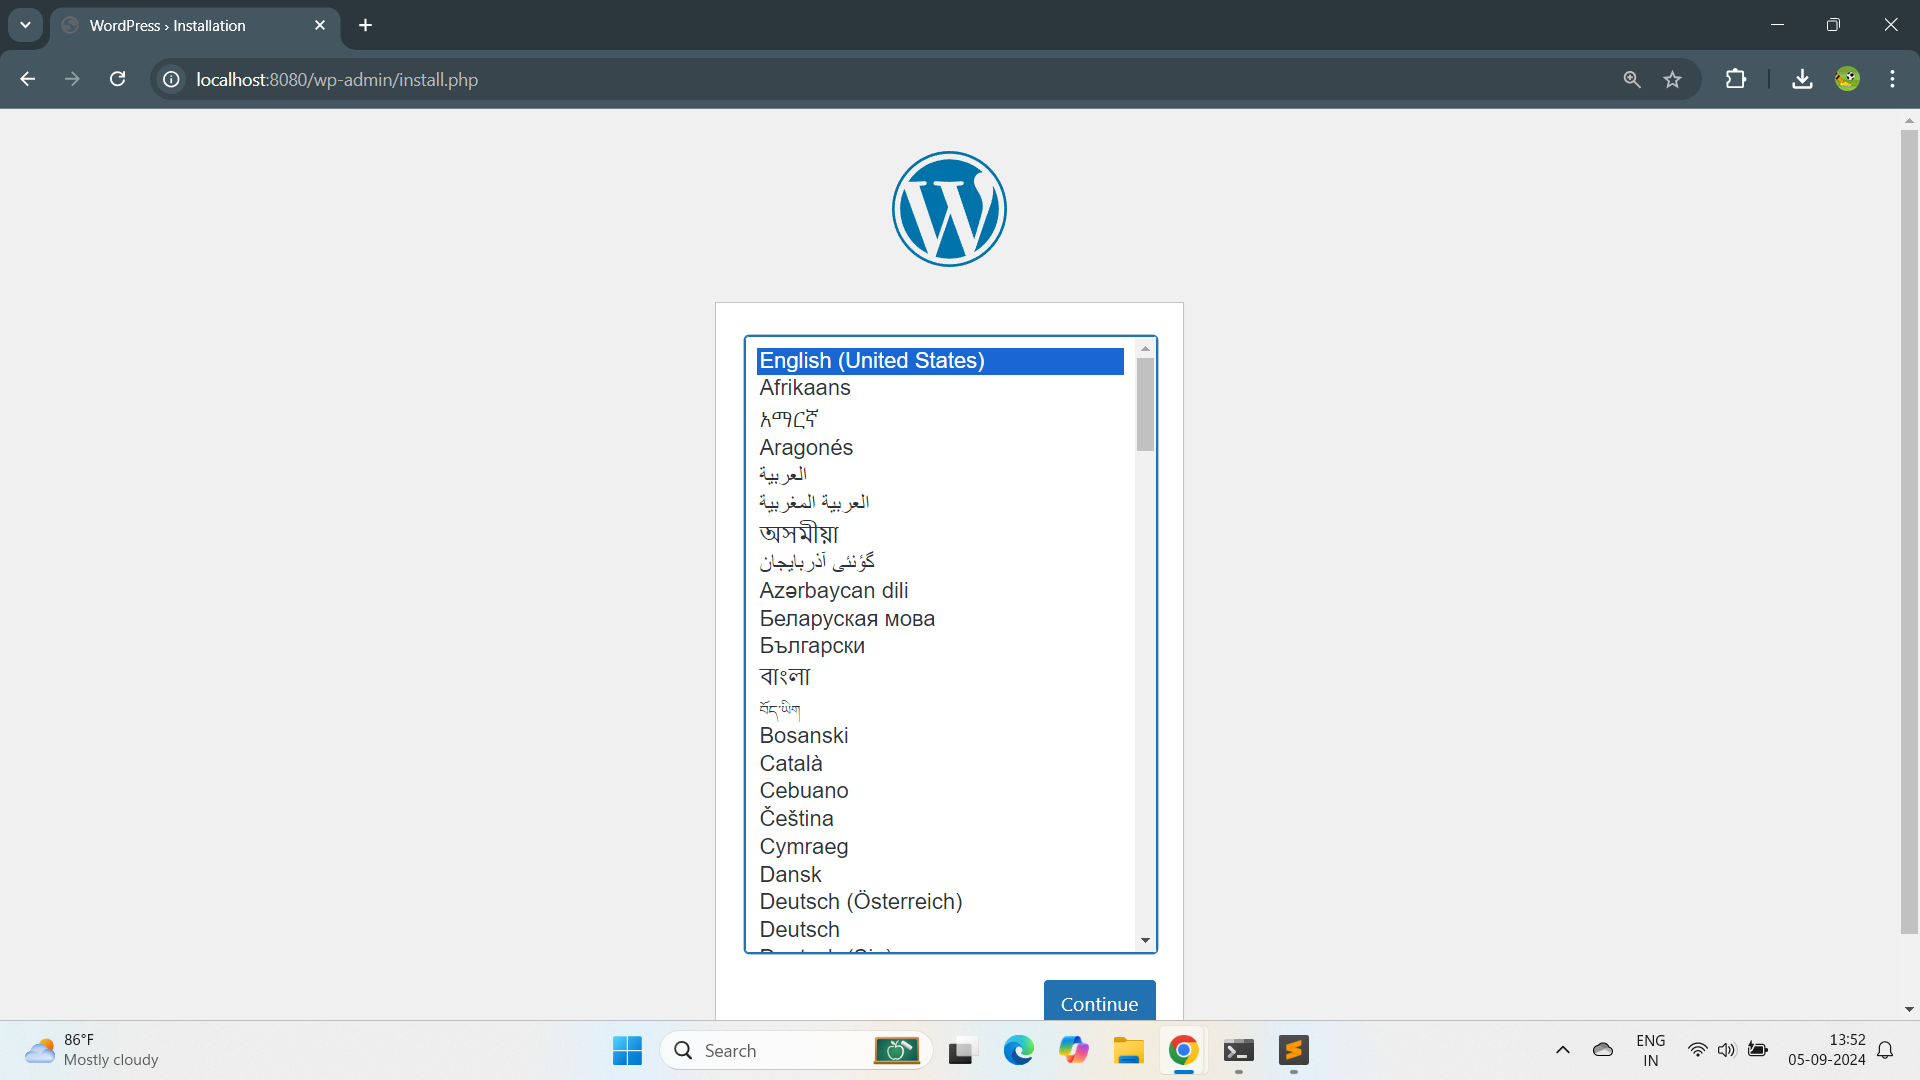 WordPress › Installation
localhost:8080/wp-admin/install.php
English (United States)
Afrikaans
አማርኛ
Aragonés
العربية
العربية المغربية
অসমীয়া
گؤنئی آذربایجان
Azərbaycan dili
Беларуская мова
Български
বাংলা
བོད་ཡིག
Bosanski
Català
Cebuano
Čeština
Cymraeg
Dansk
Deutsch (Österreich)
Deutsch
Continue
86°F
Mostly cloudy
Search
ENG
IN
13:52
05-09-2024